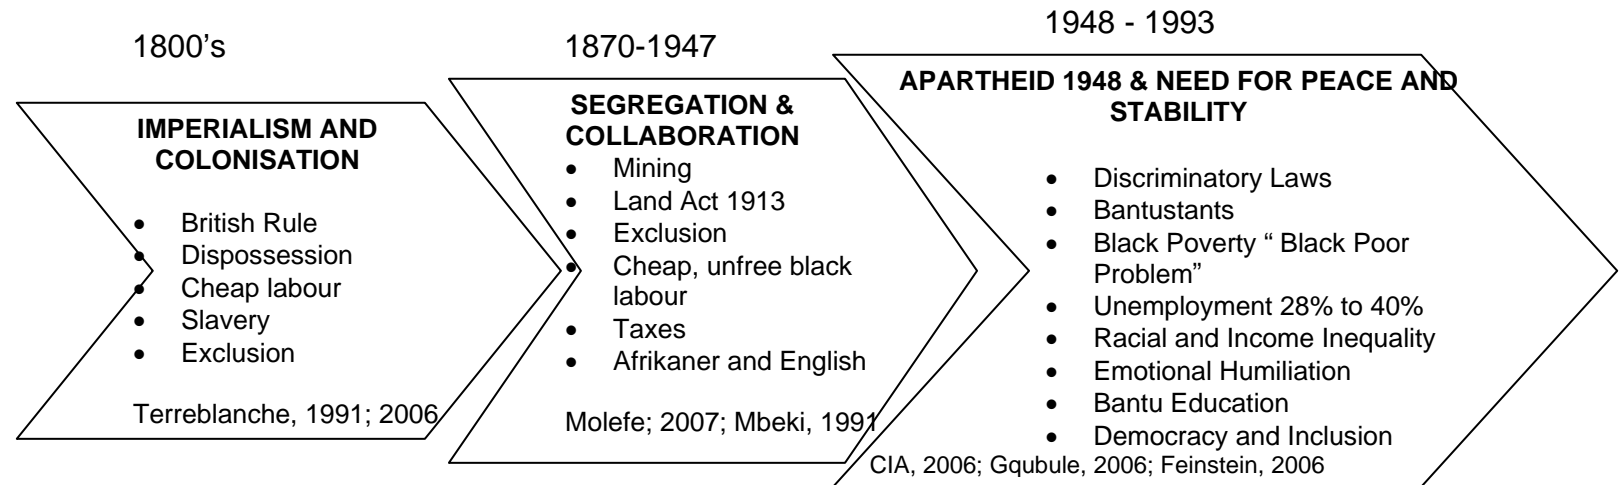 1800's
IMPERIALISM AND
COLONISATION
• British Rule
• Dispossession
• Cheap labour
• Slavery
• Exclusion
Terreblanche, 1991; 2006
1870-1947
SEGREGATION &
COLLABORATION
• Mining
• Land Act 1913
• Exclusion
• Cheap, unfree black
labour
• Taxes
• Afrikaner and English
Molefe; 2007; Mbeki, 1991
1948 - 1993
APARTHEID 1948 & NEED FOR PEACE AND
STABILITY
• Discriminatory Laws
• Bantustants
• Black Poverty “ Black Poor
Problem”
• Unemployment 28% to 40%
• Racial and Income Inequality
• Emotional Humiliation
• Bantu Education
• Democracy and Inclusion
CIA, 2006; Gqubule, 2006; Feinstein, 2006